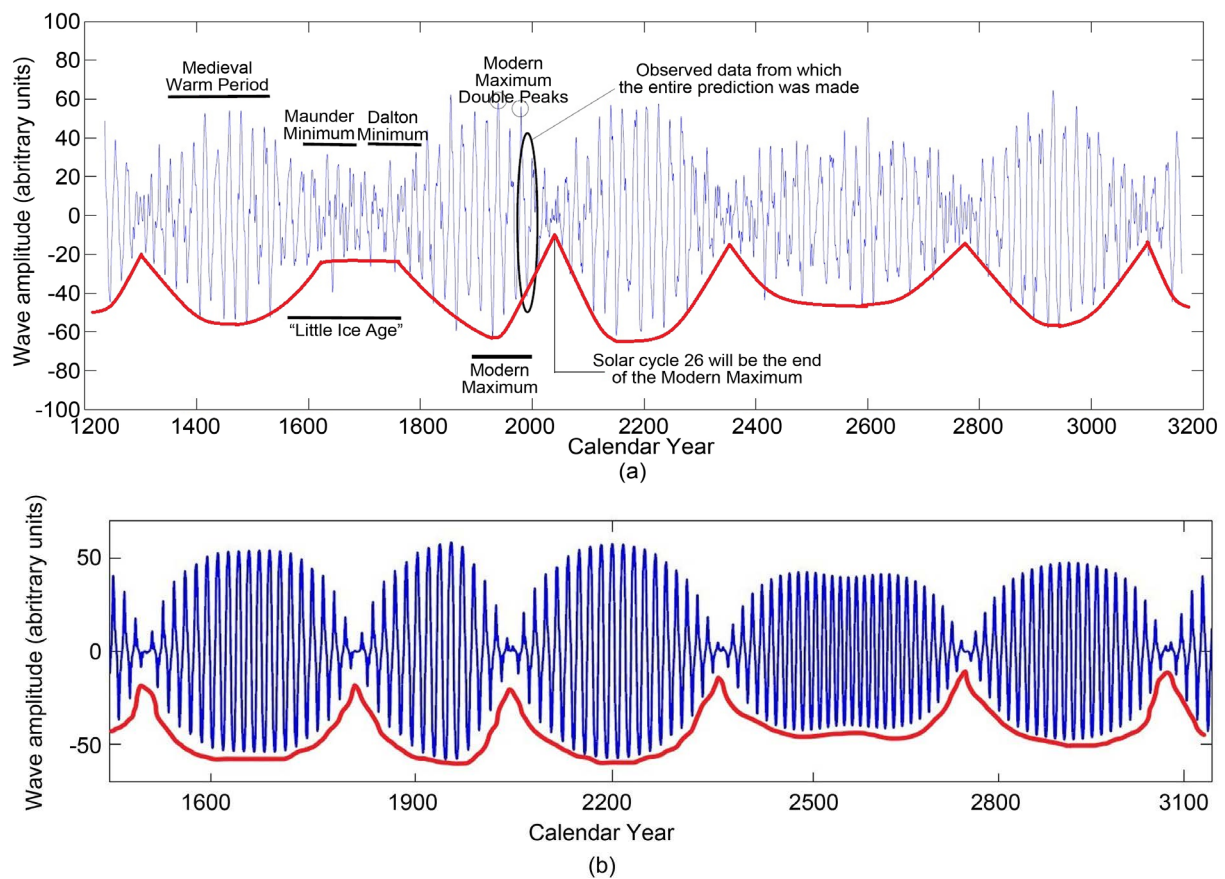 100
80
60
40
20
0
-20
-40
-60
-80
-100
Wave amplitude (abritrary units)
Medieval
Warm Period
Maunder
Minimum
Dalton
Minimum
Modern
Maximum
Double Peaks
Observed data from which
the entire prediction was made
“Little Ice Age”
Modern
Maximum
Solar cycle 26 will be the end
of the Modern Maximum
1200 1400 1600 1800 2000 2200 2400 2600 2800 3000 3200
Calendar Year
(a)
50
0
-50
Wave amplitude (abritrary units)
1600 1900 2200 2500 2800 3100
Calendar Year
(b)